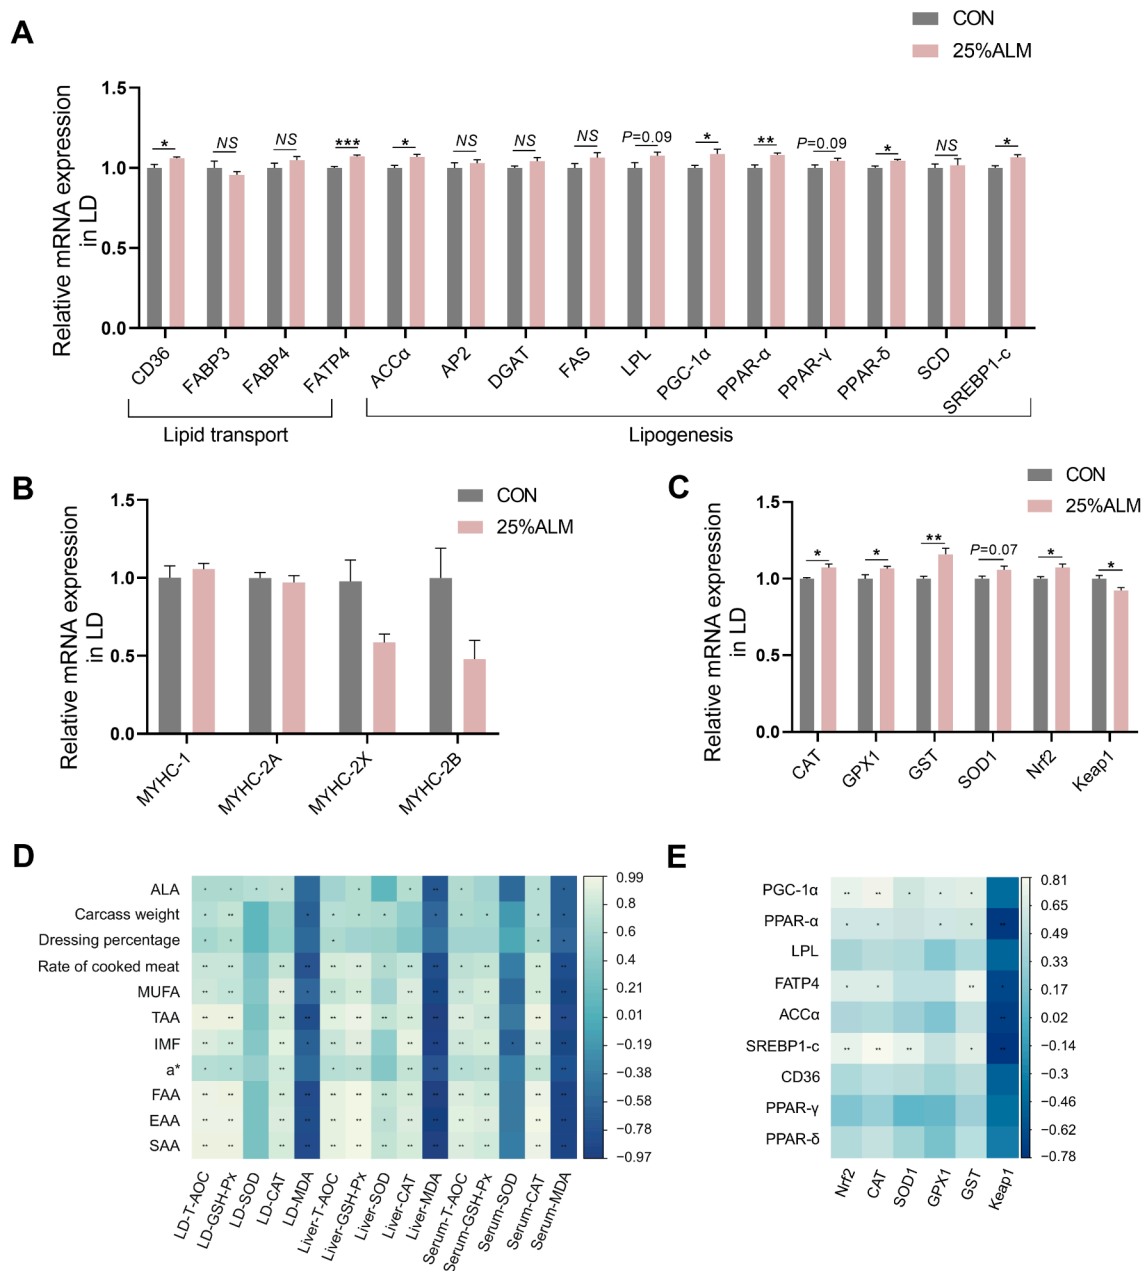 A
CON
25%ALM
Relative mRNA expression
in LD
1.5
1.0
0.5
0.0
*
NS
NS
***
*
NS
NS
NS
P=0.09
*
**
P=0.09
*
NS
*
CD36
FABP3
FABP4
FATP4
ACCα
AP2
DGAT
FAS
LPL
PGC-1α
PPAR-α
PPAR-γ
PPAR-δ
SCD
SREBP1-c
Lipid transport
Lipogenesis
B
CON
25%ALM
Relative mRNA expression
in LD
1.5
1.0
0.5
0.0
MYHC-1
MYHC-2A
MYHC-2X
MYHC-2B
C
CON
25%ALM
Relative mRNA expression
in LD
1.5
1.0
0.5
0.0
*
*
**
P=0.07
*
*
CAT
GPX1
GST
SOD1
Nrf2
Keap1
D
ALA
Carcass weight
Dressing percentage
Rate of cooked meat
MUFA
TAA
IMF
a*
FAA
EAA
SAA
LD-T-AOC
LD-GSH-Px
LD-SOD
LD-CAT
LD-MDA
Liver-T-AOC
Liver-GSH-Px
Liver-SOD
Liver-CAT
Liver-MDA
Serum-T-AOC
Serum-GSH-Px
Serum-SOD
Serum-CAT
Serum-MDA
0.99
0.8
0.6
0.4
0.21
0.01
−0.19
−0.38
−0.58
−0.78
−0.97
E
PGC-1α
PPAR-α
LPL
FATP4
ACCα
SREBP1-c
CD36
PPAR-γ
PPAR-δ
Nrf2
CAT
SOD1
GPX1
GST
Keap1
0.81
0.65
0.49
0.33
0.17
0.02
−0.14
−0.3
−0.46
−0.62
−0.78